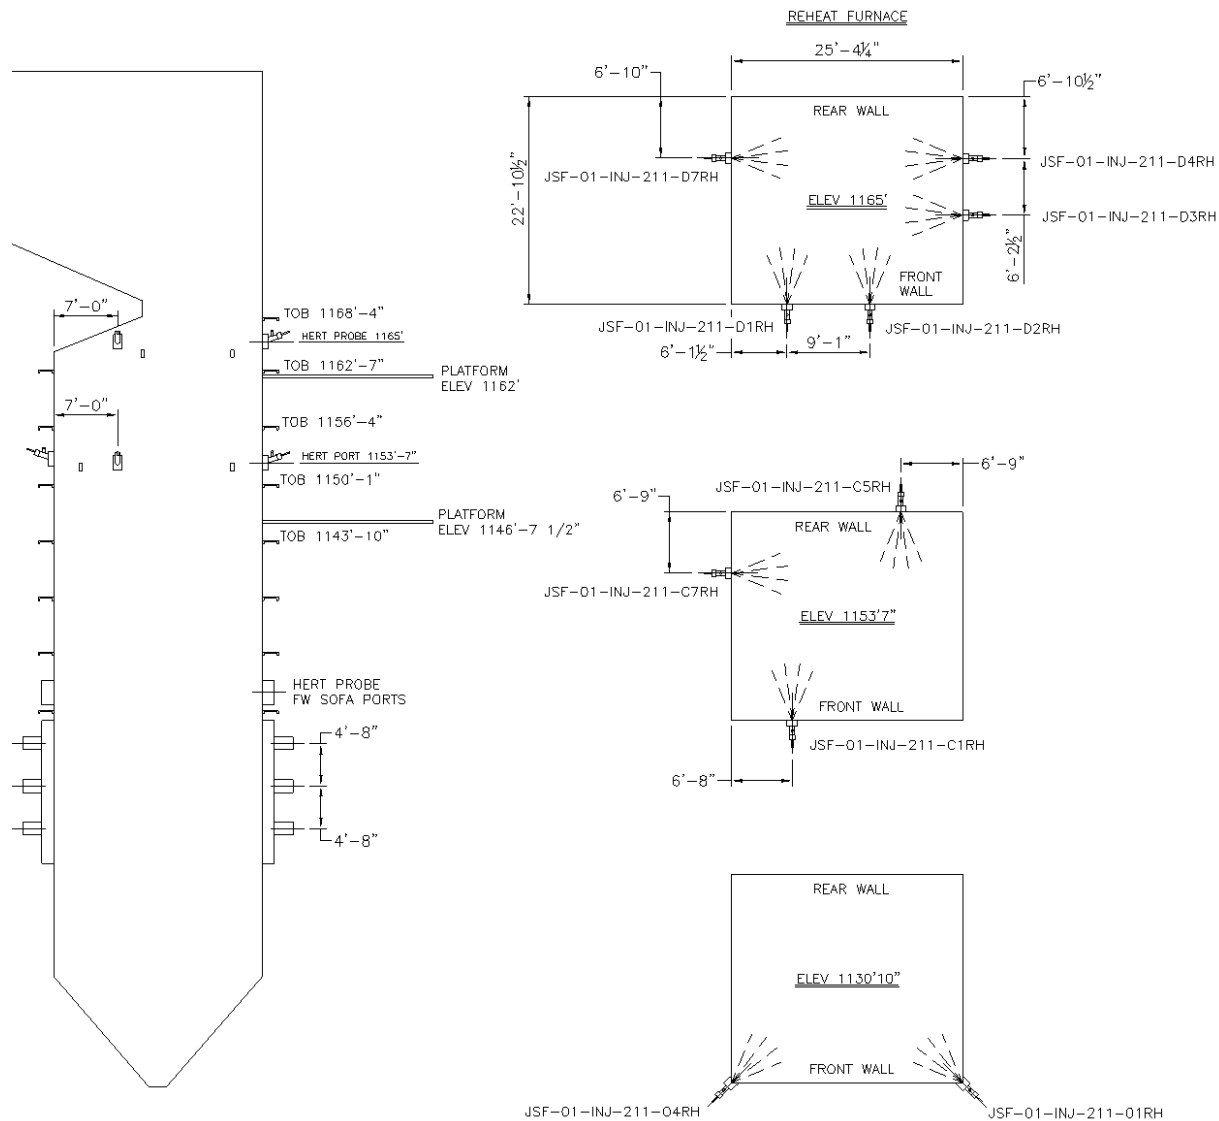 REHEAT FURNACE
25'-4¼"
6'-10"
6'-10½"
REAR WALL
22'-10½"
JSF-01-INJ-211-D7RH
JSF-01-INJ-211-D4RH
ELEV 1165'
JSF-01-INJ-211-D3RH
6'-2½"
FRONT
WALL
JSF-01-INJ-211-D1RH
JSF-01-INJ-211-D2RH
6'-1½"
9'-1"
7'-0"
TOB 1168'-4"
HERT PROBE 1165'
TOB 1162'-7"
PLATFORM
ELEV 1162'
7'-0"
TOB 1156'-4"
HERT PORT 1153'-7"
TOB 1150'-1"
PLATFORM
ELEV 1146'-7 1/2"
TOB 1143'-10"
HERT PROBE
FW SOFA PORTS
4'-8"
4'-8"
6'-9"
JSF-01-INJ-211-C5RH
6'-9"
REAR WALL
JSF-01-INJ-211-C7RH
ELEV 1153'7"
FRONT WALL
JSF-01-INJ-211-C1RH
6'-8"
REAR WALL
ELEV 1130'10"
FRONT WALL
JSF-01-INJ-211-04RH
JSF-01-INJ-211-01RH